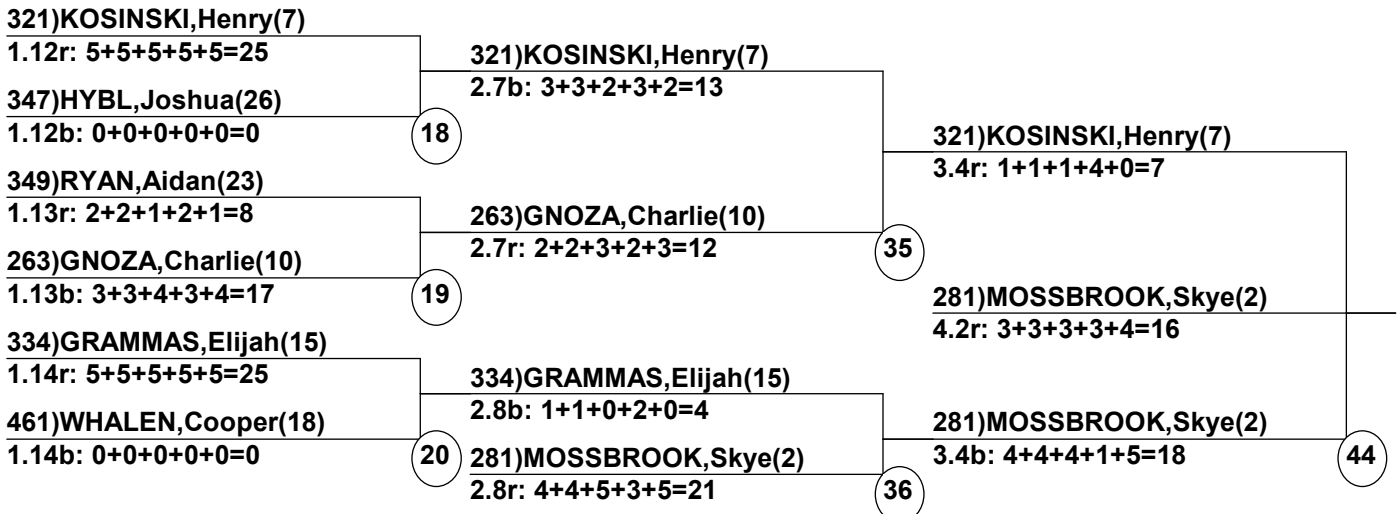 321)KOSINSKI,Henry(7)
1.12r: 5+5+5+5+5=25
347)HYBL,Joshua(26)
1.12b: 0+0+0+0+0=0
18
349)RYAN,Aidan(23)
1.13r: 2+2+1+2+1=8
263)GNOZA,Charlie(10)
1.13b: 3+3+4+3+4=17
19
334)GRAMMAS,Elijah(15)
1.14r: 5+5+5+5+5=25
461)WHALEN,Cooper(18)
1.14b: 0+0+0+0+0=0
20
321)KOSINSKI,Henry(7)
2.7b: 3+3+2+3+2=13
263)GNOZA,Charlie(10)
2.7r: 2+2+3+2+3=12
35
334)GRAMMAS,Elijah(15)
2.8b: 1+1+0+2+0=4
281)MOSSBROOK,Skye(2)
2.8r: 4+4+5+3+5=21
36
321)KOSINSKI,Henry(7)
3.4r: 1+1+1+4+0=7
281)MOSSBROOK,Skye(2)
4.2r: 3+3+3+3+4=16
281)MOSSBROOK,Skye(2)
3.4b: 4+4+4+1+5=18
44